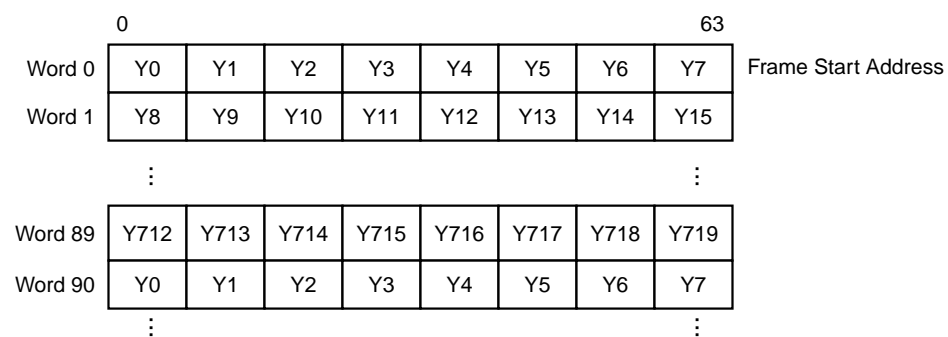 0 63
Word 0 Y0 Y1 Y2 Y3 Y4 Y5 Y6 Y7 Frame Start Address
Word 1 Y8 Y9 Y10 Y11 Y12 Y13 Y14 Y15
⋮ ⋮
Word 89 Y712 Y713 Y714 Y715 Y716 Y717 Y718 Y719
Word 90 Y0 Y1 Y2 Y3 Y4 Y5 Y6 Y7
⋮ ⋮